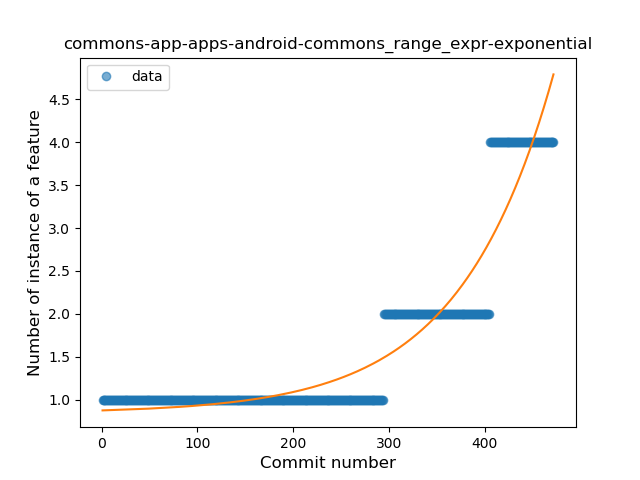 commons-app-apps-android-commons_range_expr-exponential
data
Number of instance of a feature
4.5
4.0
3.5
3.0
2.5
2.0
1.5
1.0
0 100 200 300 400
Commit number